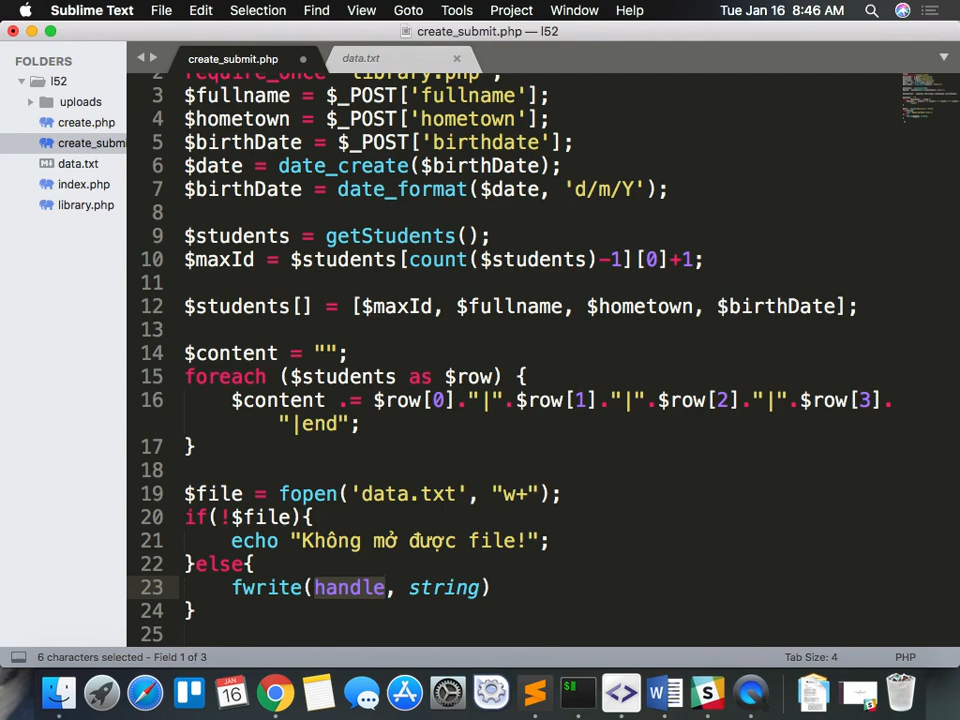 Sublime Text File Edit Selection Find View Goto Tools Project Window Help Tue Jan 16 8:46 AM
create_submit.php — l52
FOLDERS
l52
uploads
create.php
create_submi
data.txt
index.php
library.php
create_submit.php data.txt
2 require_once "library.php";
3 $fullname = $_POST['fullname'];
4 $hometown = $_POST['hometown'];
5 $birthDate = $_POST['birthdate'];
6 $date = date_create($birthDate);
7 $birthDate = date_format($date, 'd/m/Y');
8
9 $students = getStudents();
10 $maxId = $students[count($students)-1][0]+1;
11
12 $students[] = [$maxId, $fullname, $hometown, $birthDate];
13
14 $content = "";
15 foreach ($students as $row) {
16 $content .= $row[0]."|".$row[1]."|".$row[2]."|".$row[3].
"|end";
17 }
18
19 $file = fopen('data.txt', "w+");
20 if(!$file){
21 echo "Không mở được file!";
22 }else{
23 fwrite(handle, string)
24 }
25
6 characters selected - Field 1 of 3 Tab Size: 4 PHP
JAN
16